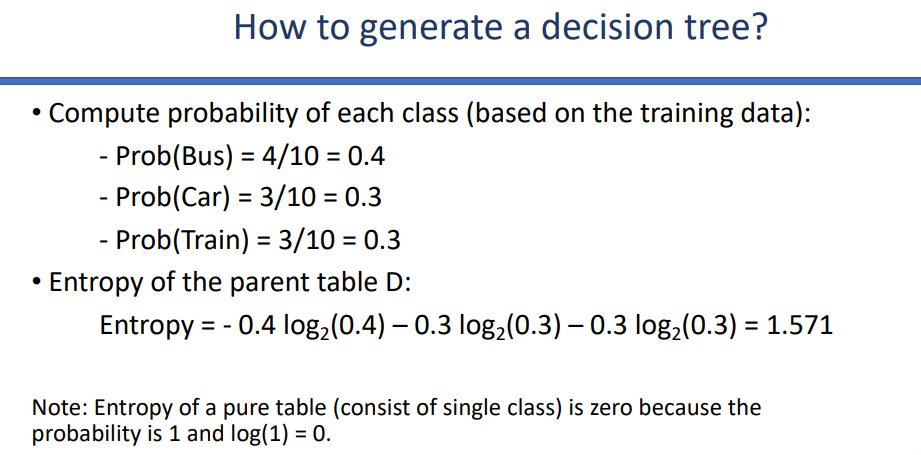 How to generate a decision tree?
• Compute probability of each class (based on the training data):
- Prob(Bus) = 4/10 = 0.4
- Prob(Car) = 3/10 = 0.3
- Prob(Train) = 3/10 = 0.3
• Entropy of the parent table D:
Entropy = - 0.4 log₂(0.4) – 0.3 log₂(0.3) – 0.3 log₂(0.3) = 1.571
Note: Entropy of a pure table (consist of single class) is zero because the
probability is 1 and log(1) = 0.